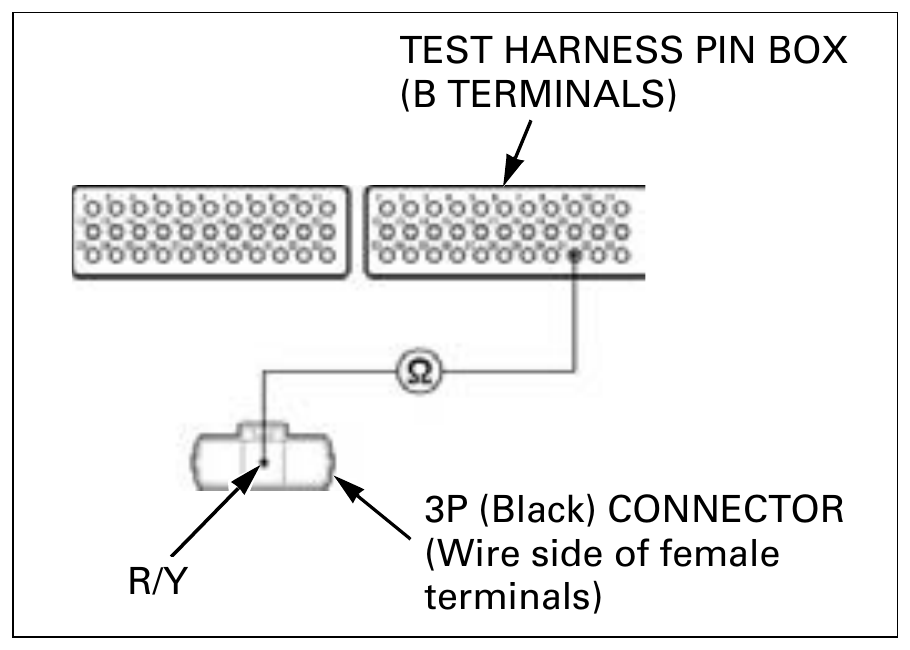 TEST HARNESS PIN BOX
(B TERMINALS)
Ω
3P (Black) CONNECTOR
(Wire side of female
terminals)
R/Y